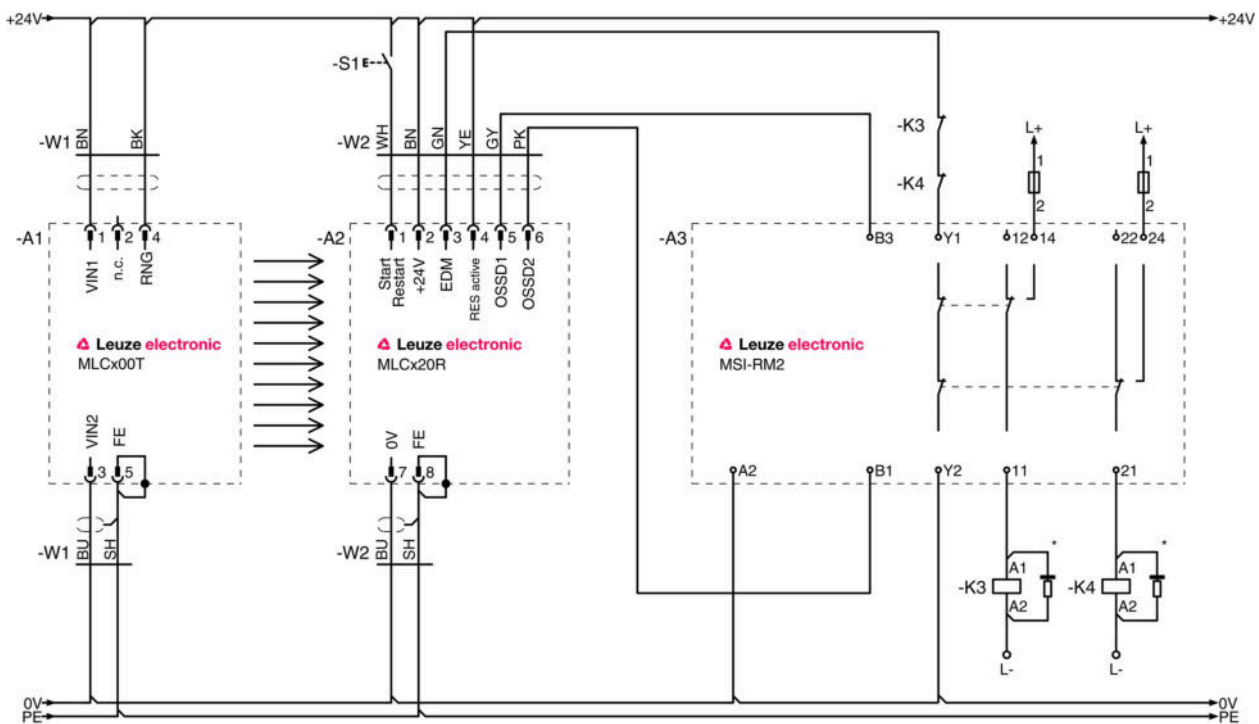 +24V
+24V
-S1
-K3
L+
L+
-W1
BN
BK
-W2
WH
BN
GN
YE
GY
PK
1
1
-K4
2
2
-A1
1
2
4
-A2
1
2
3
4
5
6
-A3
B3
Y1
12
14
22
24
VIN1
n.c.
RNG
Start
Restart
+24V
EDM
RES active
OSSD1
OSSD2
Leuze electronic
MLCx00T
Leuze electronic
MLCx20R
Leuze electronic
MSI-RM2
VIN2
FE
0V
FE
3
5
7
8
A2
B1
Y2
11
21
-W1
BU
SH
-W2
BU
SH
*
*
-K3
A1
A2
-K4
A1
A2
L-
L-
0V
0V
PE
PE